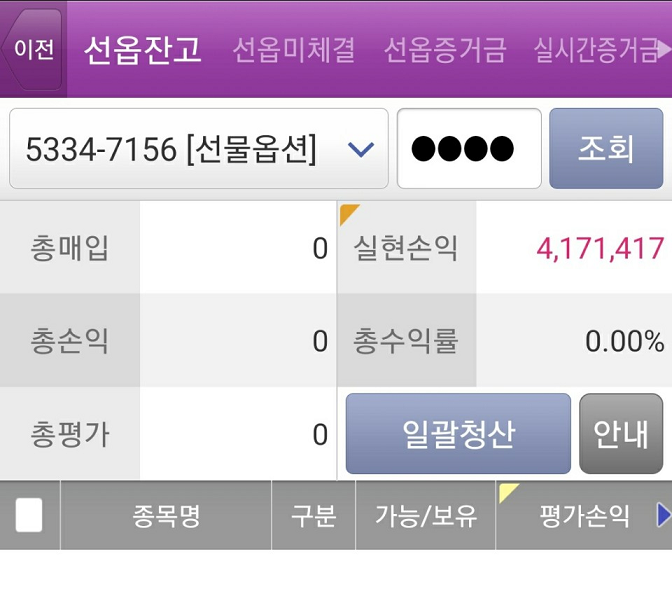 이전 선옵잔고 선옵미체결 선옵증거금 실시간증거금
5334-7156 [선물옵션] ●●●● 조회
총매입 0 실현손익 4,171,417
총손익 0 총수익률 0.00%
총평가 0 일괄청산 안내
종목명 구분 가능/보유 평가손익